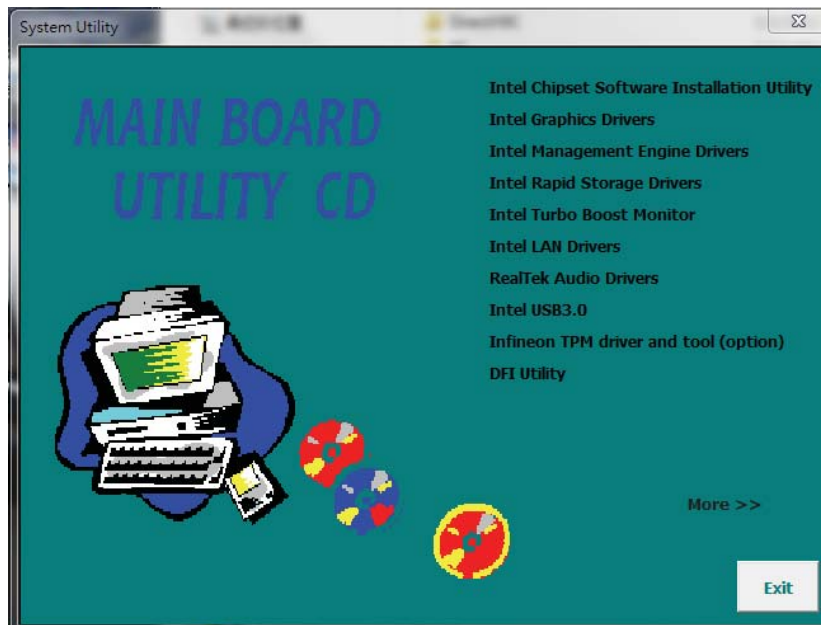 System Utility
MAIN BOARD
UTILITY CD
Intel Chipset Software Installation Utility
Intel Graphics Drivers
Intel Management Engine Drivers
Intel Rapid Storage Drivers
Intel Turbo Boost Monitor
Intel LAN Drivers
RealTek Audio Drivers
Intel USB3.0
Infineon TPM driver and tool (option)
DFI Utility
More >>
Exit